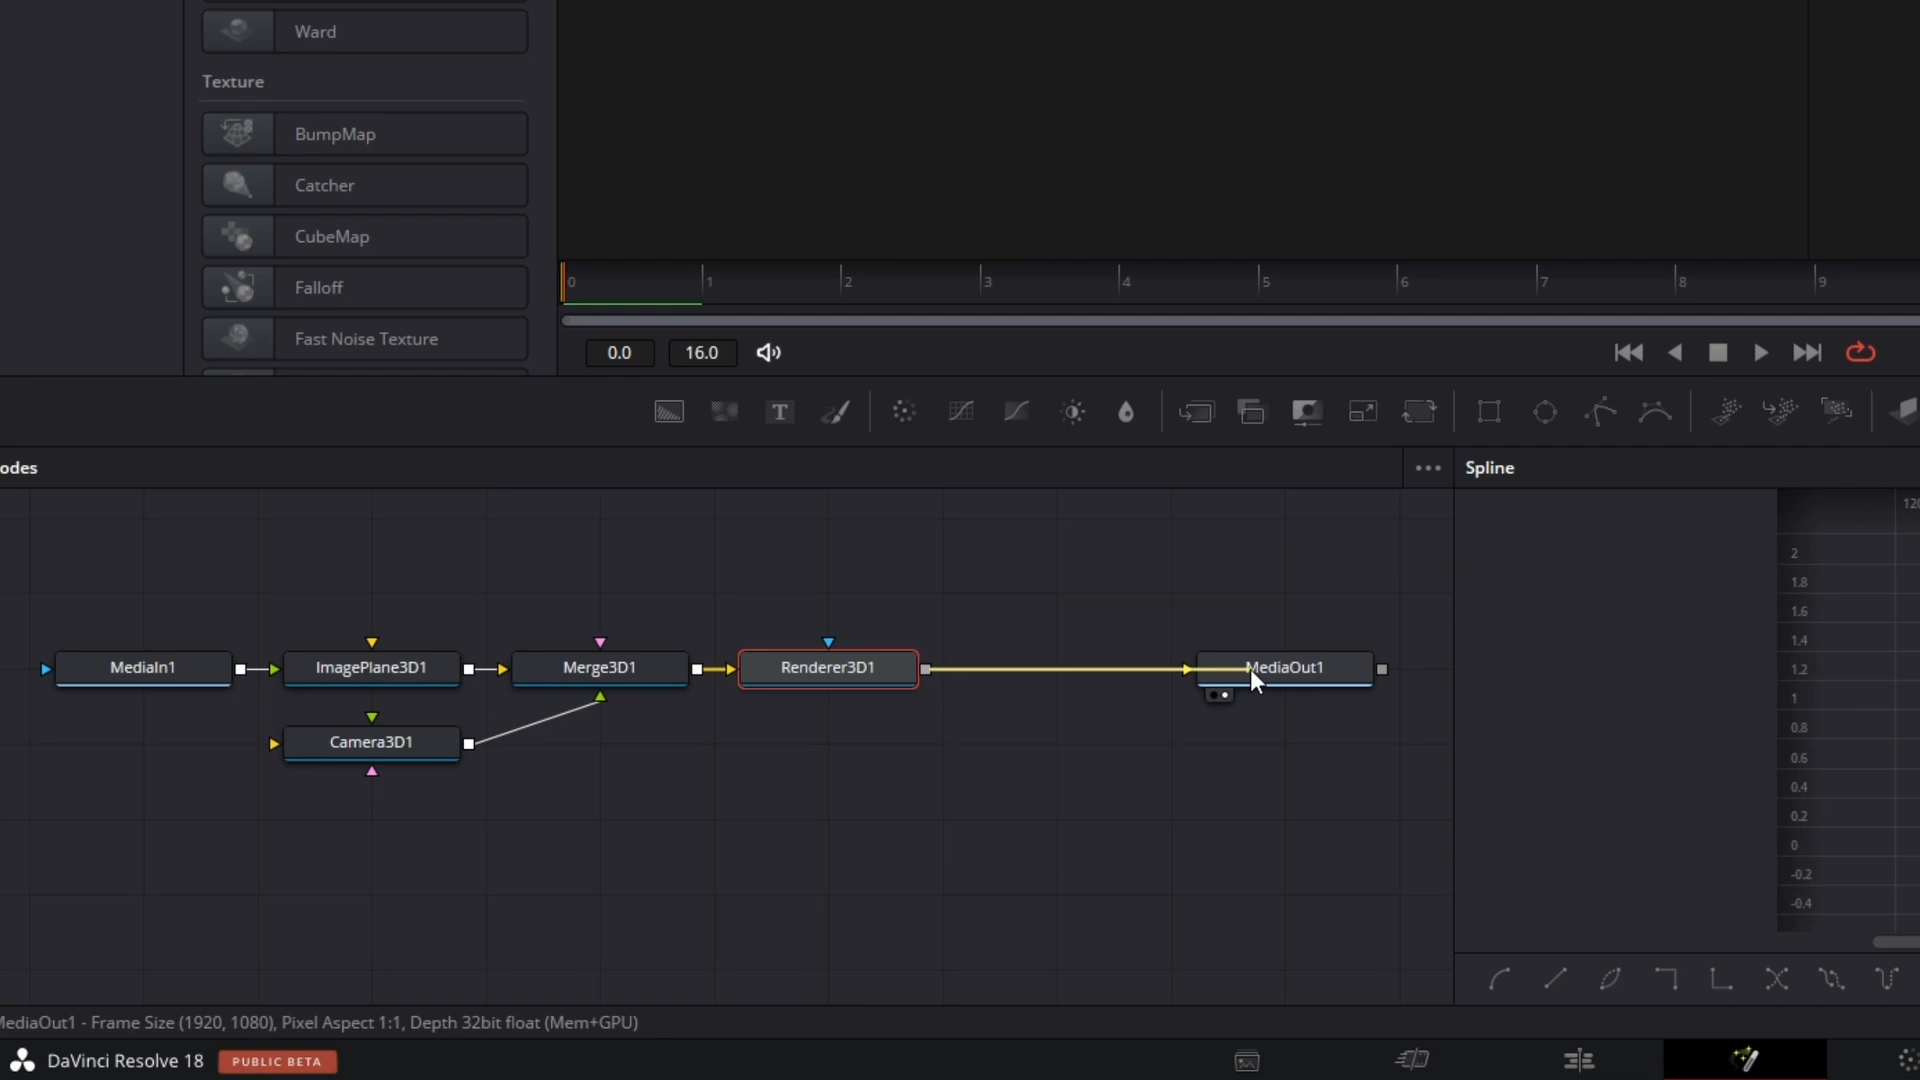 Ward
Texture
BumpMap
Catcher
CubeMap
Falloff
Fast Noise Texture
0 1 2 3 4 5 6 7 8 9
0.0 16.0
T
odes
Spline
120
2
1.8
1.6
1.4
1.2
1
0.8
0.6
0.4
0.2
0
-0.2
-0.4
MediaIn1 ImagePlane3D1 Merge3D1 Renderer3D1 MediaOut1
Camera3D1
MediaOut1 - Frame Size (1920, 1080), Pixel Aspect 1:1, Depth 32bit float (Mem+GPU)
DaVinci Resolve 18 PUBLIC BETA